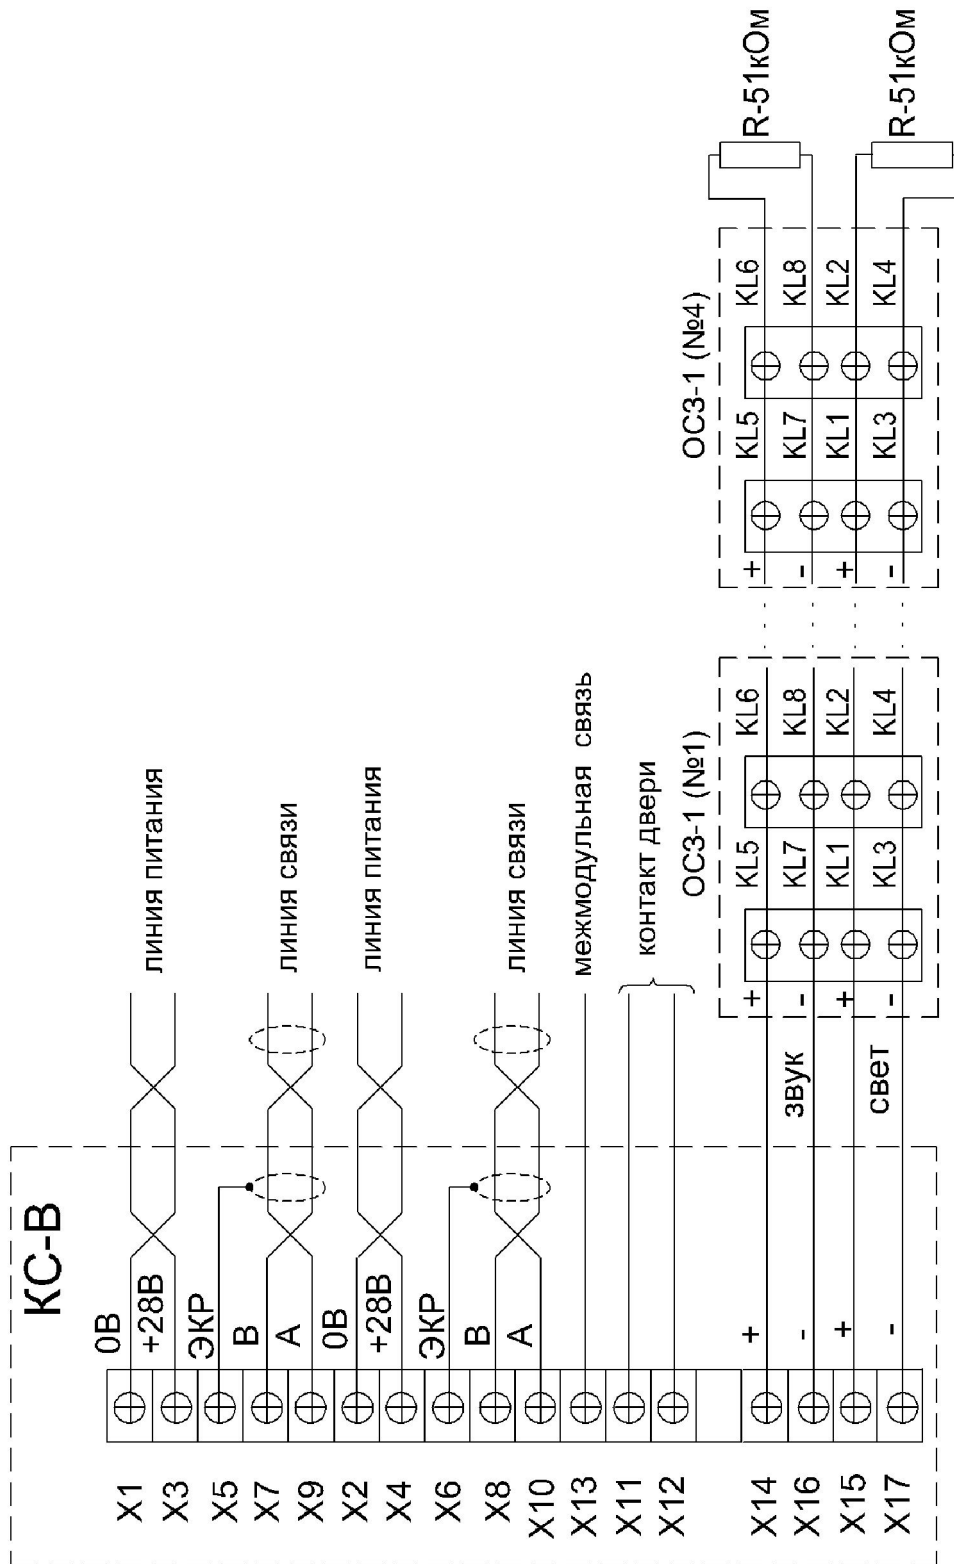 КС-В
X1
0В
линия питания
X3
+28В
X5
ЭКР
X7
В
линия связи
X9
А
X2
0В
линия питания
X4
+28В
X6
ЭКР
X8
В
линия связи
X10
А
X13
межмодульная связь
X11
контакт двери
X12
ОСЗ-1 (№1)
ОСЗ-1 (№4)
X14
+
+
KL5
KL6
+
KL5
KL6
R-51кОм
звук
X16
-
-
KL7
KL8
-
KL7
KL8
X15
+
+
KL1
KL2
+
KL1
KL2
R-51кОм
свет
X17
-
-
KL3
KL4
-
KL3
KL4